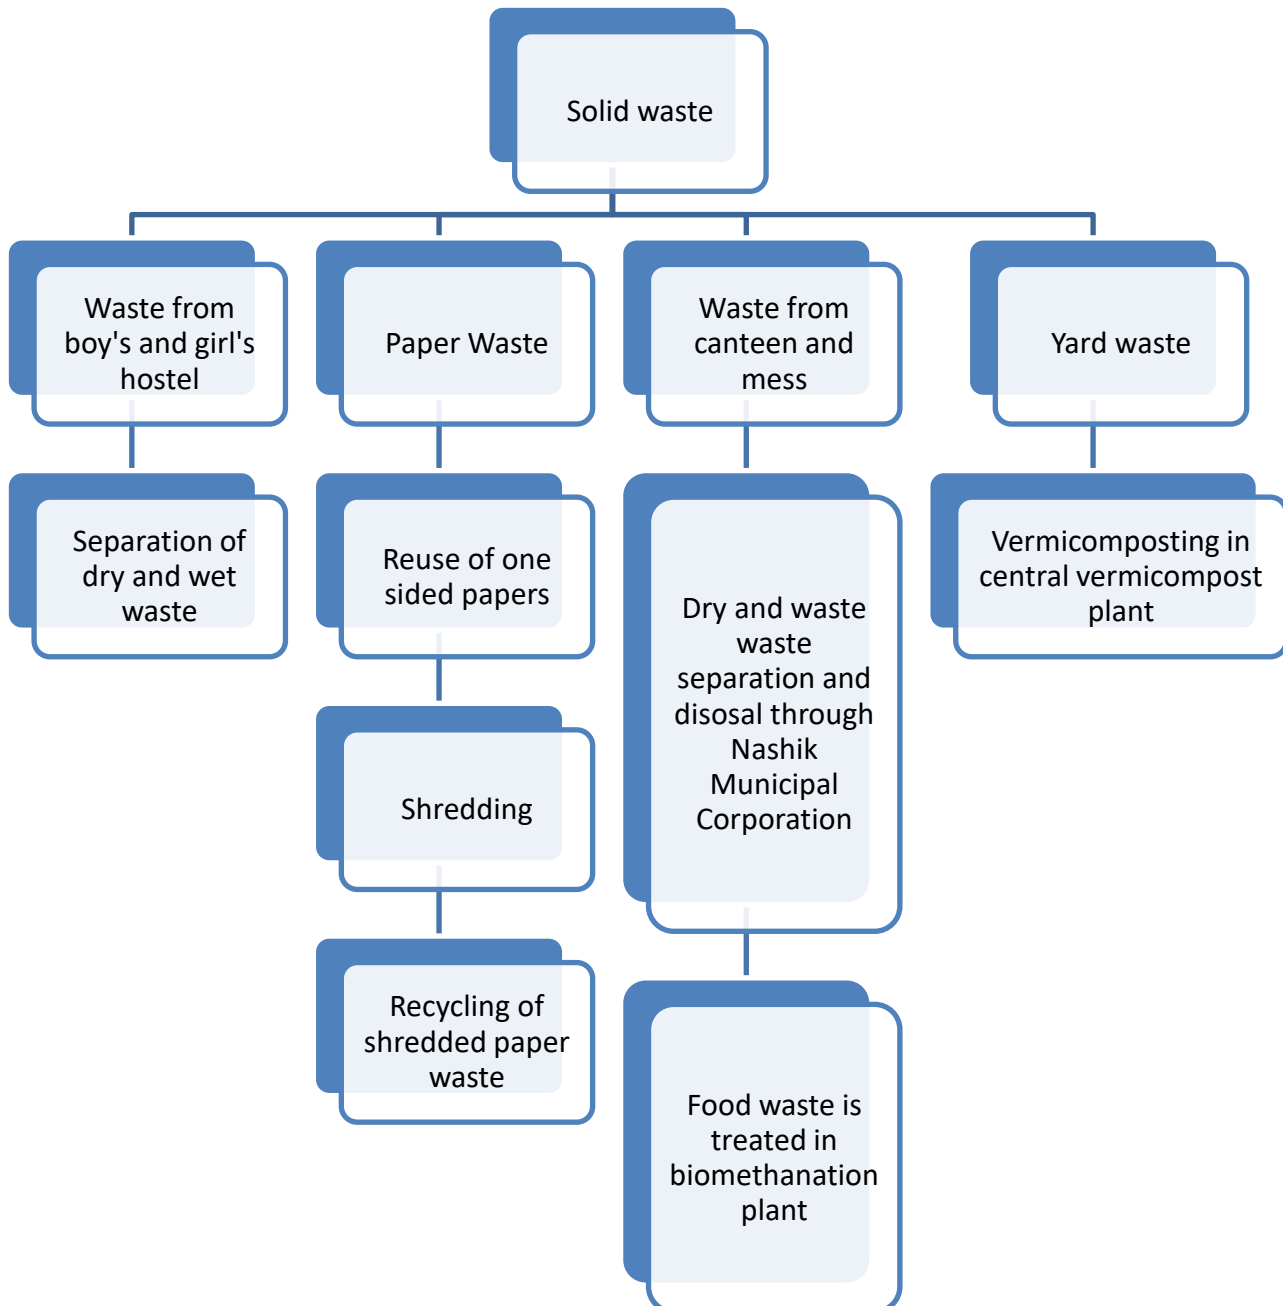 Solid waste
Waste from
boy's and girl's
hostel
Paper Waste
Waste from
canteen and
mess
Yard waste
Separation of
dry and wet
waste
Reuse of one
sided papers
Dry and waste
waste
separation and
disosal through
Nashik
Municipal
Corporation
Vermicomposting in
central vermicompost
plant
Shredding
Recycling of
shredded paper
waste
Food waste is
treated in
biomethanation
plant